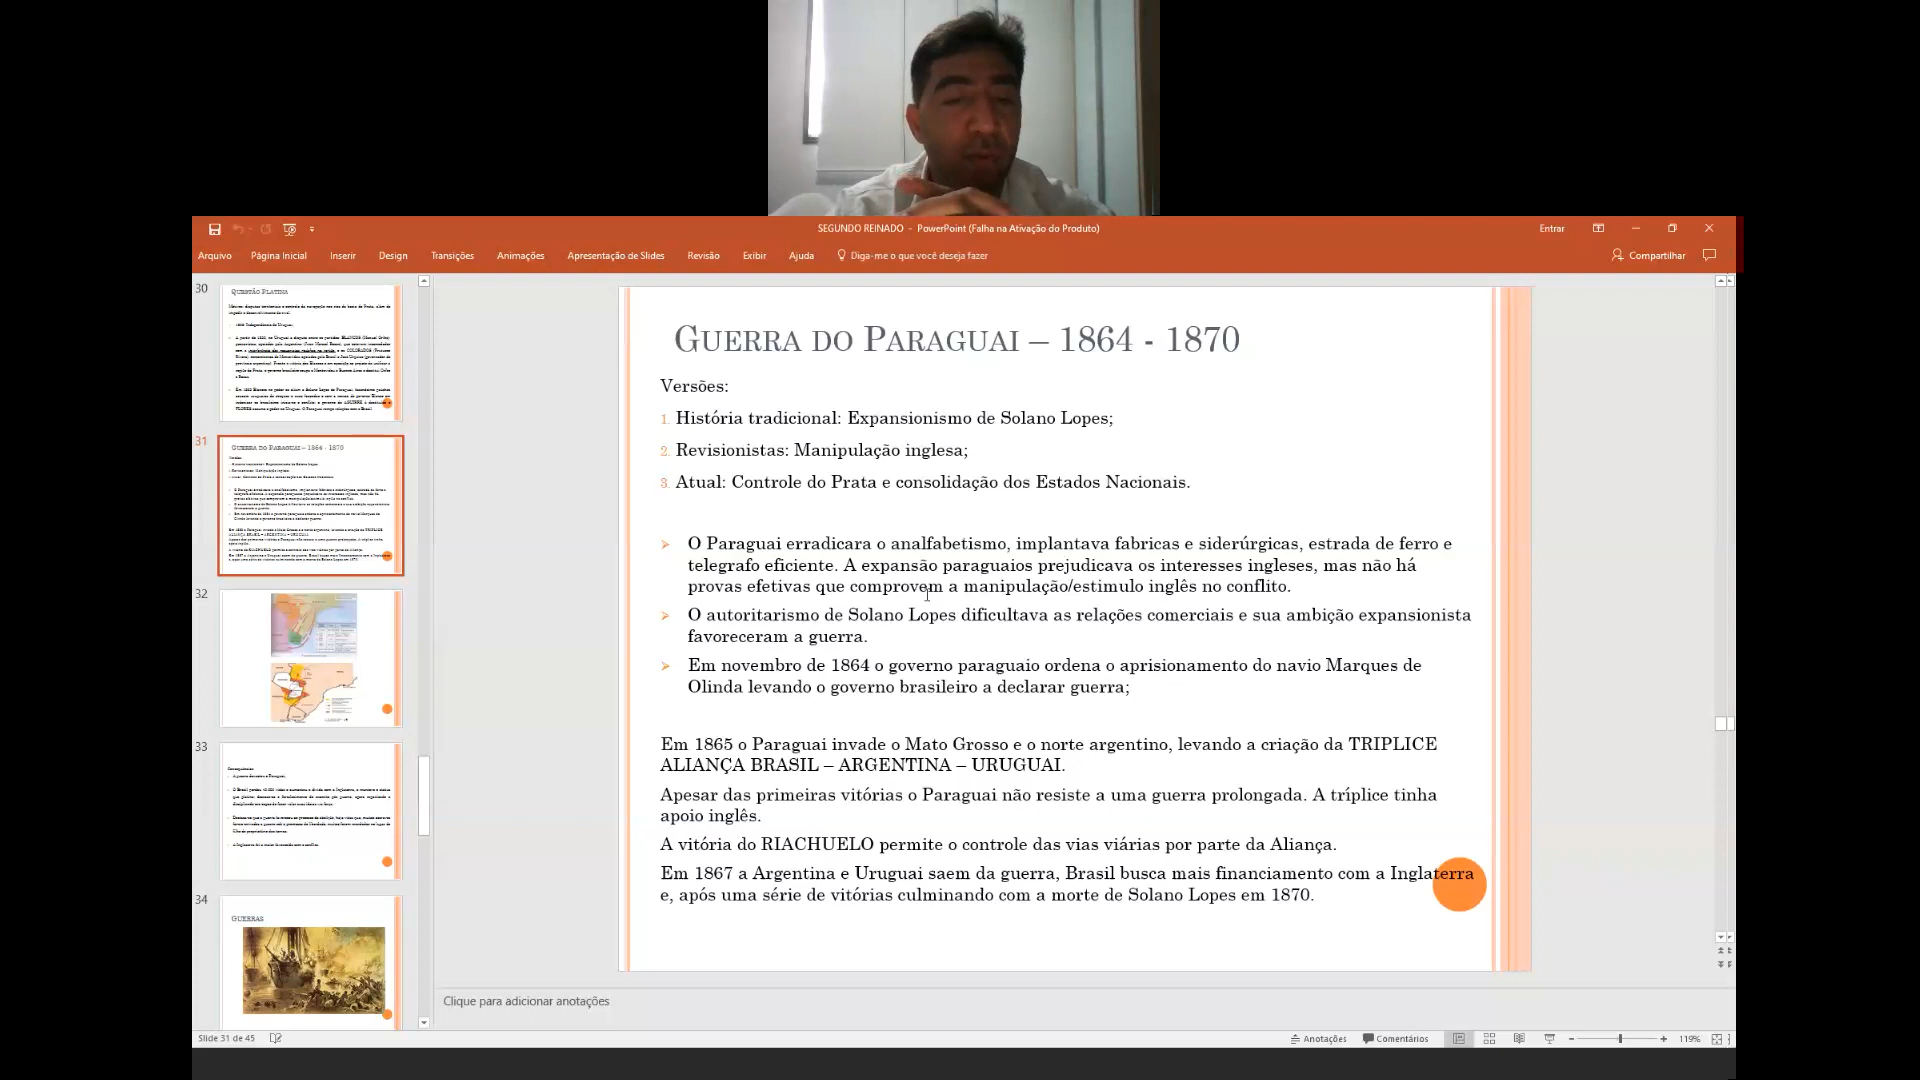 SEGUNDO REINADO - PowerPoint (Falha na Ativação do Produto)
Entrar
Arquivo
Página Inicial
Inserir
Design
Transições
Animações
Apresentação de Slides
Revisão
Exibir
Ajuda
Diga-me o que você deseja fazer
Compartilhar
30
QUESTÃO PLATINA
31
GUERRA DO PARAGUAI – 1864 - 1870
32
33
34
GUERRAS
GUERRA DO PARAGUAI – 1864 - 1870
Versões:
1. História tradicional: Expansionismo de Solano Lopes;
2. Revisionistas: Manipulação inglesa;
3. Atual: Controle do Prata e consolidação dos Estados Nacionais.
O Paraguai erradicara o analfabetismo, implantava fabricas e siderúrgicas, estrada de ferro e
telegrafo eficiente. A expansão paraguaios prejudicava os interesses ingleses, mas não há
provas efetivas que comprovem a manipulação/estimulo inglês no conflito.
O autoritarismo de Solano Lopes dificultava as relações comerciais e sua ambição expansionista
favoreceram a guerra.
Em novembro de 1864 o governo paraguaio ordena o aprisionamento do navio Marques de
Olinda levando o governo brasileiro a declarar guerra;
Em 1865 o Paraguai invade o Mato Grosso e o norte argentino, levando a criação da TRIPLICE
ALIANÇA BRASIL – ARGENTINA – URUGUAI.
Apesar das primeiras vitórias o Paraguai não resiste a uma guerra prolongada. A tríplice tinha
apoio inglês.
A vitória do RIACHUELO permite o controle das vias viárias por parte da Aliança.
Em 1867 a Argentina e Uruguai saem da guerra, Brasil busca mais financiamento com a Inglaterra
e, após uma série de vitórias culminando com a morte de Solano Lopes em 1870.
Clique para adicionar anotações
Slide 31 de 45
Anotações
Comentários
119%